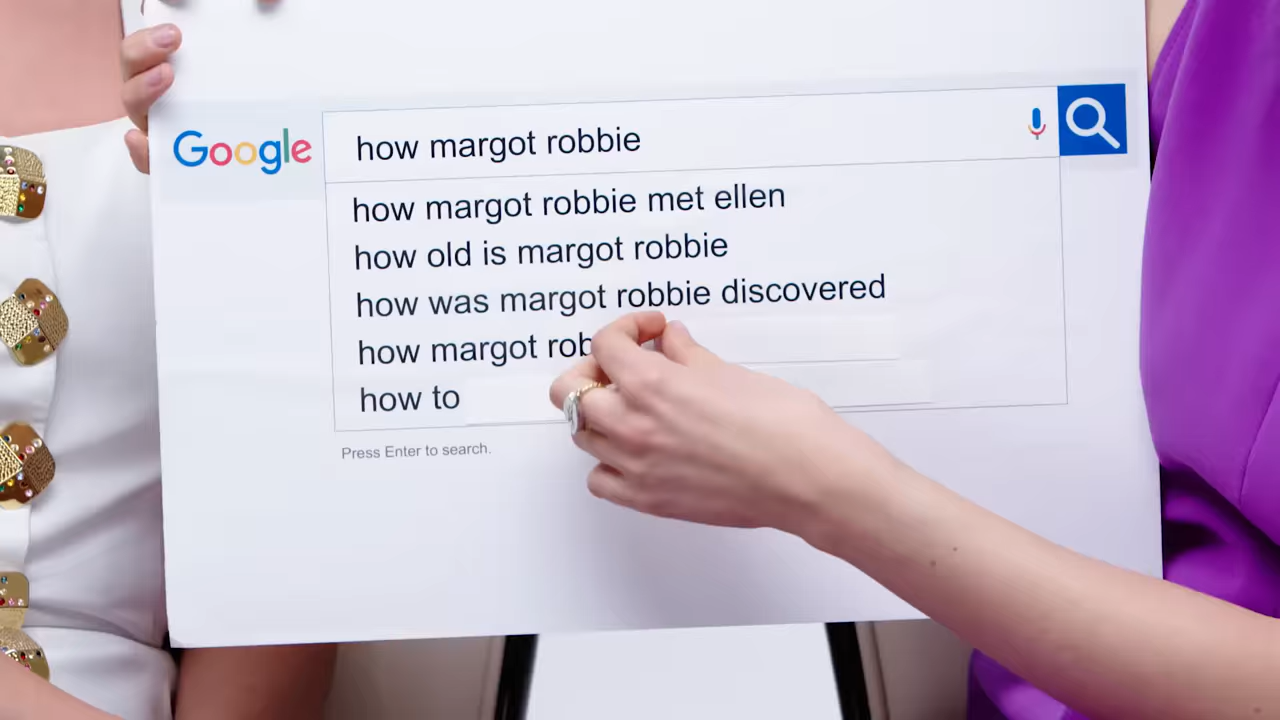 Google
how margot robbie
how margot robbie met ellen
how old is margot robbie
how was margot robbie discovered
how margot rob
how to
Press Enter to search.